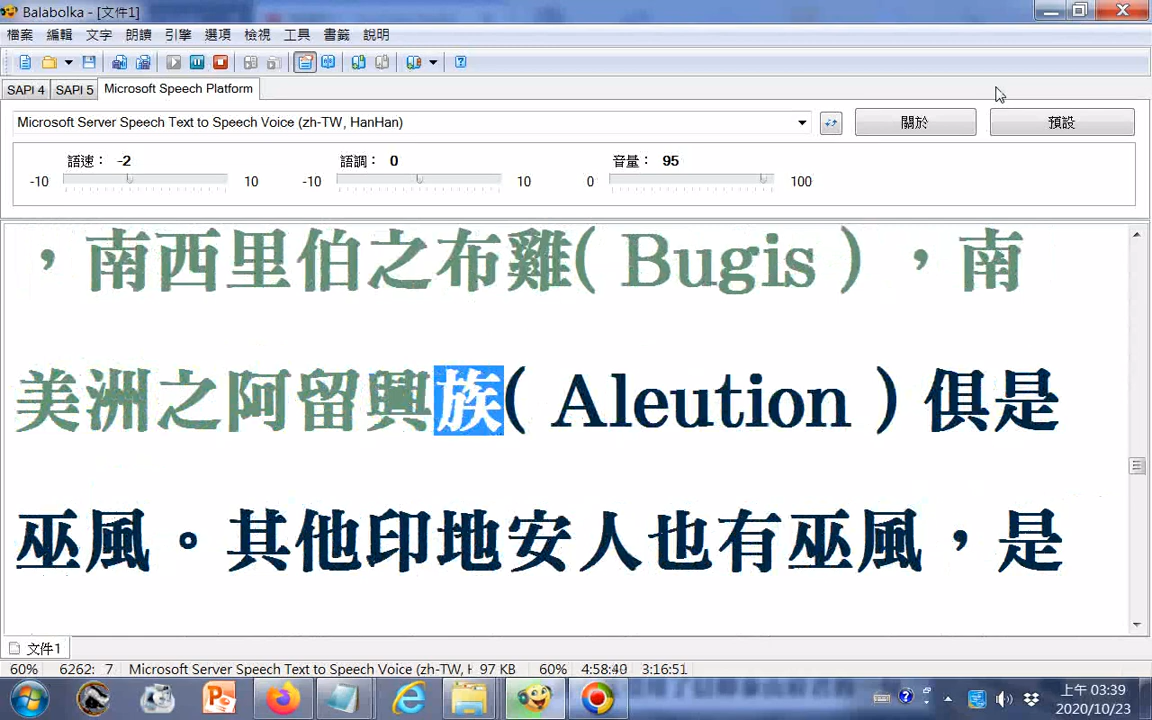 Balabolka - [文件1]
檔案 編輯 文字 朗讀 引擎 選項 檢視 工具 書籤 說明
SAPI 4 SAPI 5 Microsoft Speech Platform
Microsoft Server Speech Text to Speech Voice (zh-TW, HanHan) 關於 預設
語速： -2 語調： 0 音量： 95
-10 10 -10 10 0 100
，南西里伯之布雞( Bugis ) ，南
美洲之阿留興族( Aleution ) 俱是
巫風。其他印地安人也有巫風，是
文件1
60% 6262: 7 Microsoft Server Speech Text to Speech Voice (zh-TW, H 97 KB 60% 4:58:40 3:16:51
上午 03:39
2020/10/23